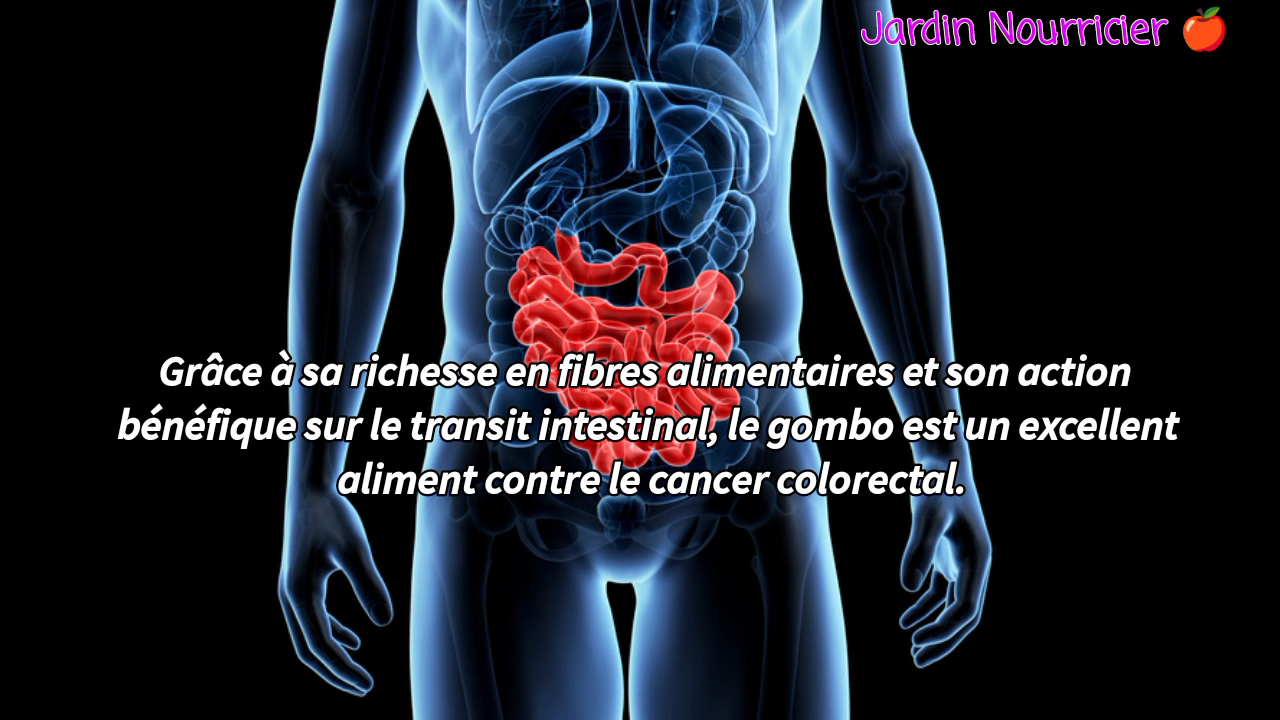 Jardin Nourricier 🍎
Grâce à sa richesse en fibres alimentaires et son action
bénéfique sur le transit intestinal, le gombo est un excellent
aliment contre le cancer colorectal.